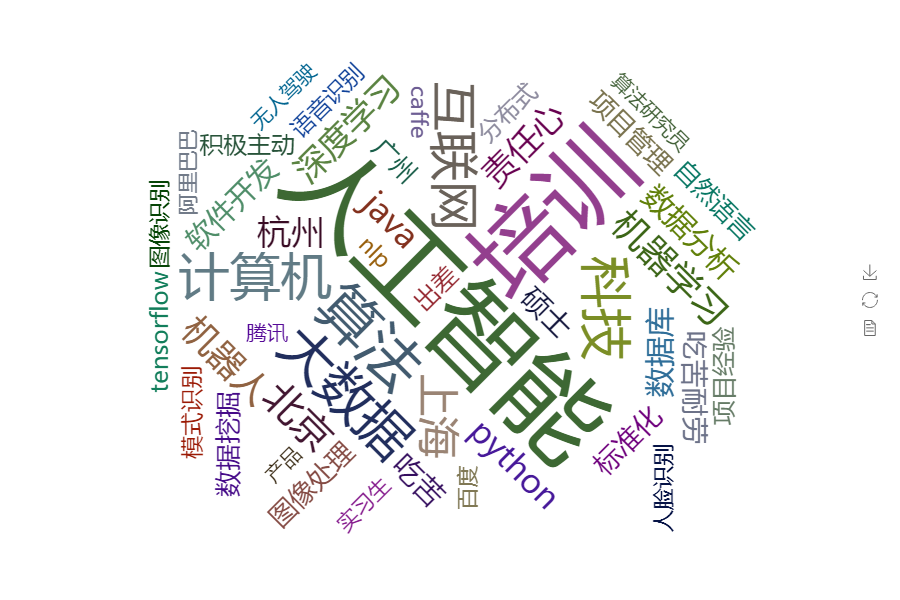 无人驾驶
语音识别
深度学习
caffe
互联网
分布式
责任心
算法研究员
项目管理
自然语言
阿里巴巴
积极主动
广州
培训
数据分析
机器学习
图像识别
软件开发
杭州
java
nlp
人工智能
出差
硕士
科技
计算机
算法
tensorflow
机器人
腾讯
大数据
数据库
吃苦耐劳
项目经验
模式识别
数据挖掘
北京
上海
python
标准化
产品
图像处理
实习生
吃苦
百度
人脸识别